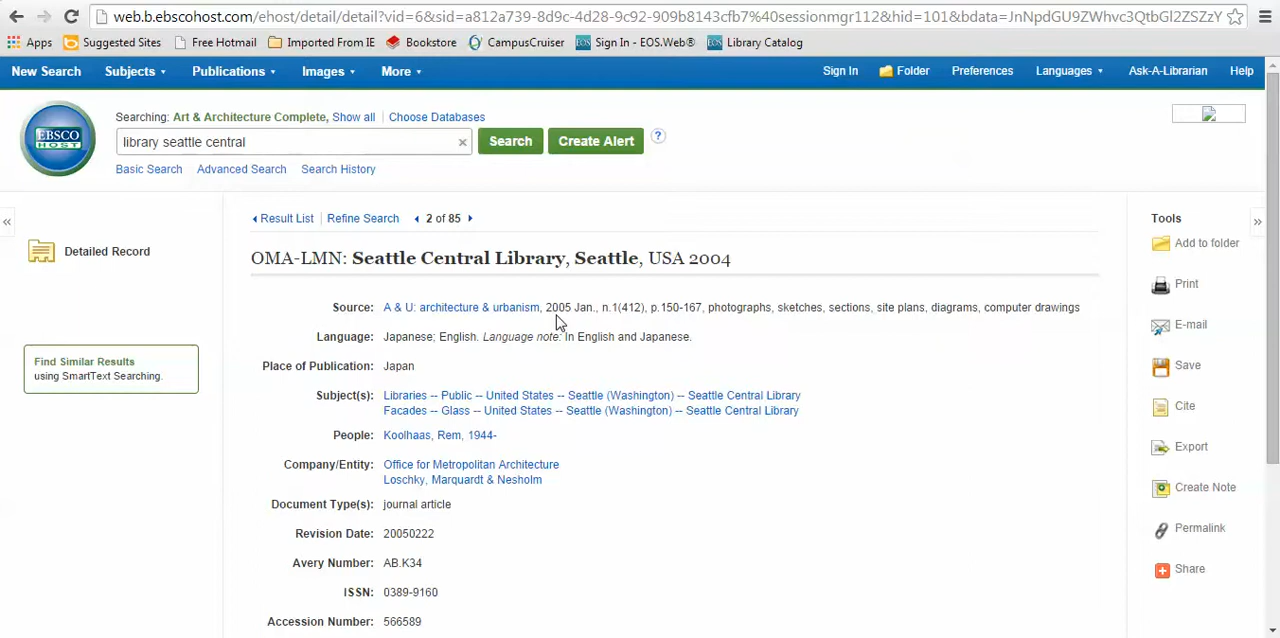 web.b.ebscohost.com/ehost/detail/detail?vid=6&sid=a812a739-8d9c-4d28-9c92-909b8143cfb7%40sessionmgr112&hid=101&bdata=JnNpdGU9ZWhvc3QtbGl2ZSZzY
Apps Suggested Sites Free Hotmail Imported From IE Bookstore CampusCruiser Sign In - EOS.Web® Library Catalog
New Search Subjects Publications Images More Sign In Folder Preferences Languages Ask-A-Librarian Help
Searching: Art & Architecture Complete, Show all | Choose Databases
EBSCO HOST
library seattle central × Search Create Alert ?
Basic Search Advanced Search Search History
« Result List | Refine Search 2 of 85 Tools »
Detailed Record
Add to folder
OMA-LMN: Seattle Central Library, Seattle, USA 2004
Print
Source: A & U: architecture & urbanism, 2005 Jan., n.1(412), p.150-167, photographs, sketches, sections, site plans, diagrams, computer drawings
E-mail
Language: Japanese; English. Language note: In English and Japanese.
Find Similar Results
using SmartText Searching.
Place of Publication: Japan
Save
Subject(s): Libraries -- Public -- United States -- Seattle (Washington) -- Seattle Central Library
Facades -- Glass -- United States -- Seattle (Washington) -- Seattle Central Library
Cite
People: Koolhaas, Rem, 1944-
Export
Company/Entity: Office for Metropolitan Architecture
Loschky, Marquardt & Nesholm
Create Note
Document Type(s): journal article
Permalink
Revision Date: 20050222
Avery Number: AB.K34
Share
ISSN: 0389-9160
Accession Number: 566589